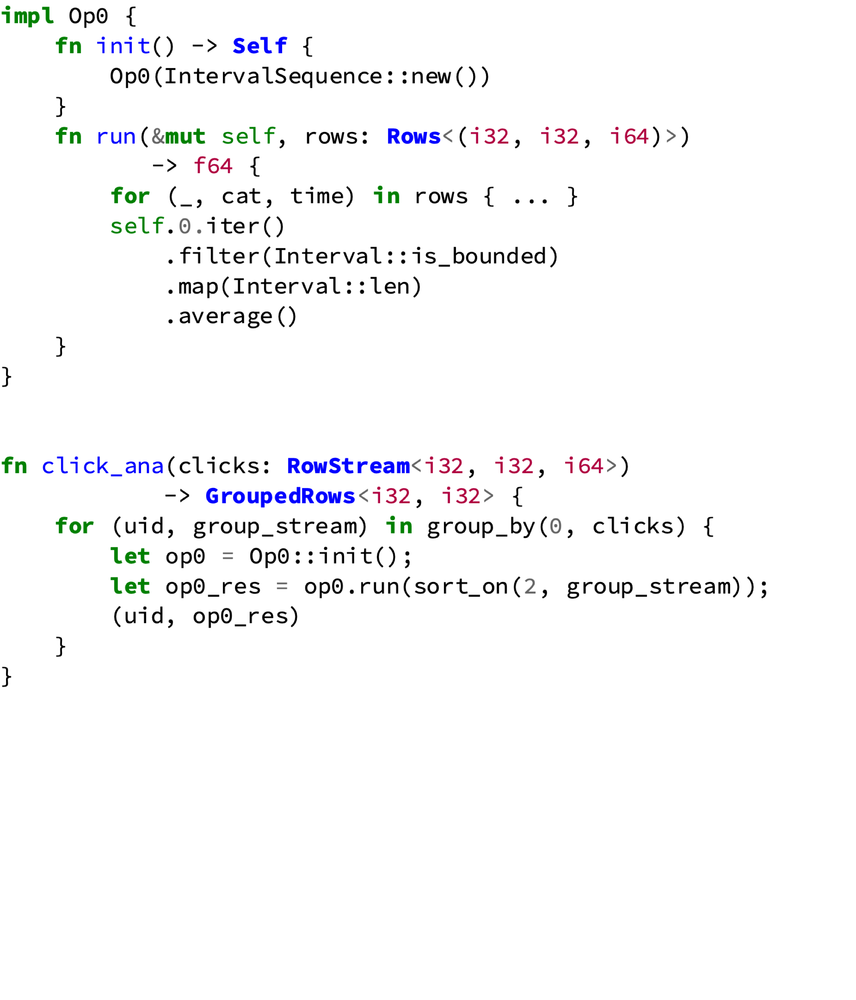 impl Op0 {
    fn init() -> Self {
        Op0(IntervalSequence::new())
    }
    fn run(&mut self, rows: Rows<(i32, i32, i64)>)
           -> f64 {
        for (_, cat, time) in rows { ... }
        self.0.iter()
            .filter(Interval::is_bounded)
            .map(Interval::len)
            .average()
    }
}
fn click_ana(clicks: RowStream<i32, i32, i64>)
            -> GroupedRows<i32, i32> {
    for (uid, group_stream) in group_by(0, clicks) {
        let op0 = Op0::init();
        let op0_res = op0.run(sort_on(2, group_stream));
        (uid, op0_res)
    }
}